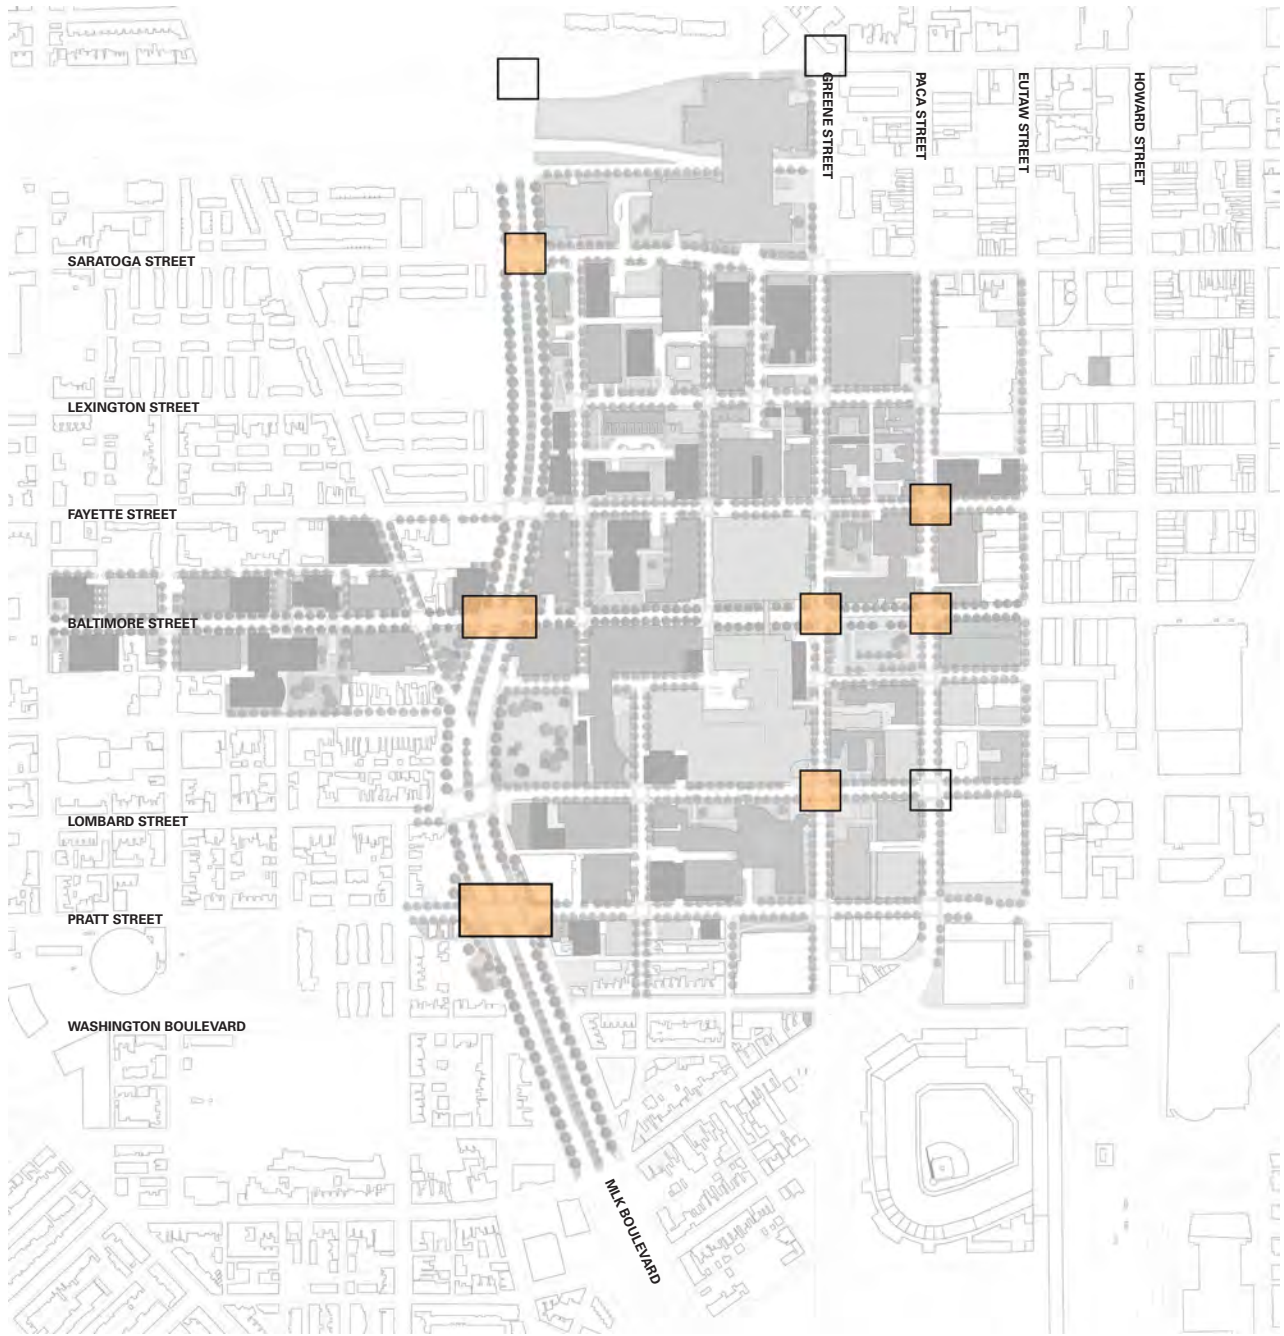 GREENE STREET
PACA STREET
EUTAW STREET
HOWARD STREET
SARATOGA STREET
LEXINGTON STREET
FAYETTE STREET
BALTIMORE STREET
LOMBARD STREET
PRATT STREET
WASHINGTON BOULEVARD
MLK BOULEVARD